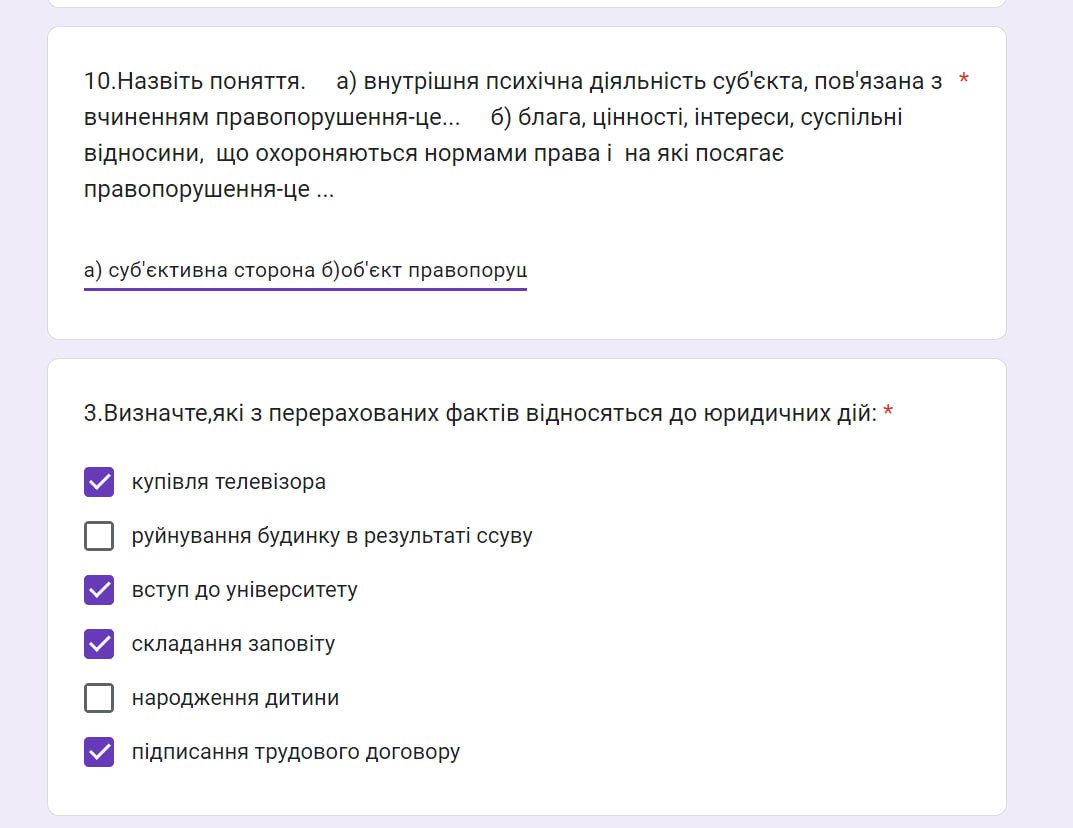 10.Назвіть поняття. а) внутрішня психічна діяльність суб'єкта, пов'язана з *
вчиненням правопорушення-це... б) блага, цінності, інтереси, суспільні
відносини, що охороняються нормами права і на які посягає
правопорушення-це ...
а) суб'єктивна сторона б)об'єкт правопоруш
3.Визначте,які з перерахованих фактів відносяться до юридичних дій: *
купівля телевізора
руйнування будинку в результаті ссуву
вступ до університету
складання заповіту
народження дитини
підписання трудового договору